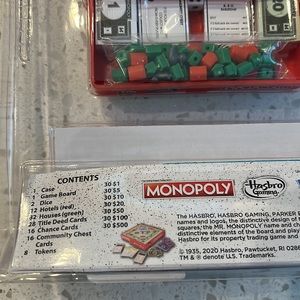 1
CONTENTS
1 Case 30 $1
1 Game Board 30 $5
2 Dice 30 $10
12 Hotels (red) 30 $20
32 Houses (green) 30 $50
28 Title Deed Cards 30 $100
16 Chance Cards 30 $500
16 Community Chest
Cards
8 Tokens
MONOPOLY
Hasbro
Gaming
The HASBRO, HASBRO GAMING, PARKER
names and logos, the distinctive design of
squares, the MR. MONOPOLY name and ch
distinctive elements of the board and play
Hasbro for its property trading game an
© 1935, 2020 Hasbro, Pawtucket, RI 028
TM & ® denote U.S. Trademarks.